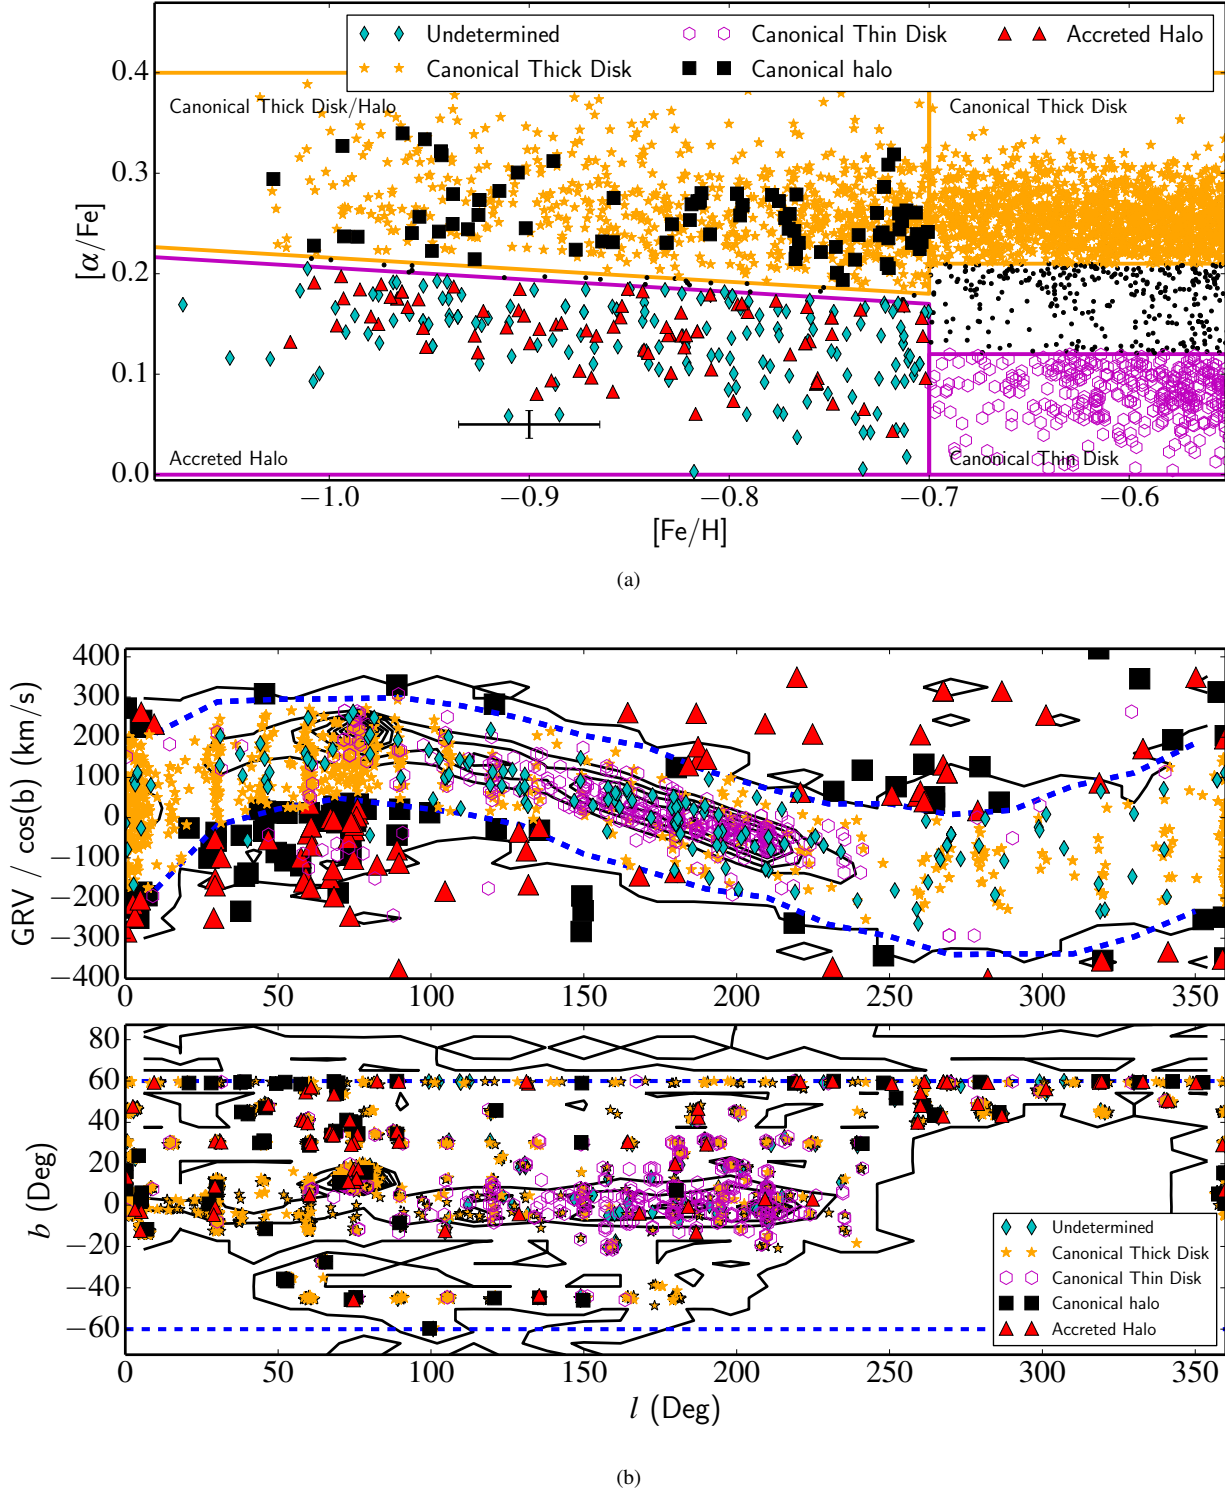 Undetermined Canonical Thin Disk Accreted Halo
Canonical Thick Disk Canonical halo
0.4
Canonical Thick Disk/Halo Canonical Thick Disk
0.3
0.2
0.1
0.0
Accreted Halo Canonical Thin Disk
[α/Fe]
−1.0 −0.9 −0.8 −0.7 −0.6
[Fe/H]
(a)
400
300
200
100
0
−100
−200
−300
−400
GRV / cos(b) (km/s)
0 50 100 150 200 250 300 350
80
60
40
20
0
−20
−40
−60
b (Deg)
Undetermined
Canonical Thick Disk
Canonical Thin Disk
Canonical halo
Accreted Halo
0 50 100 150 200 250 300 350
l (Deg)
(b)